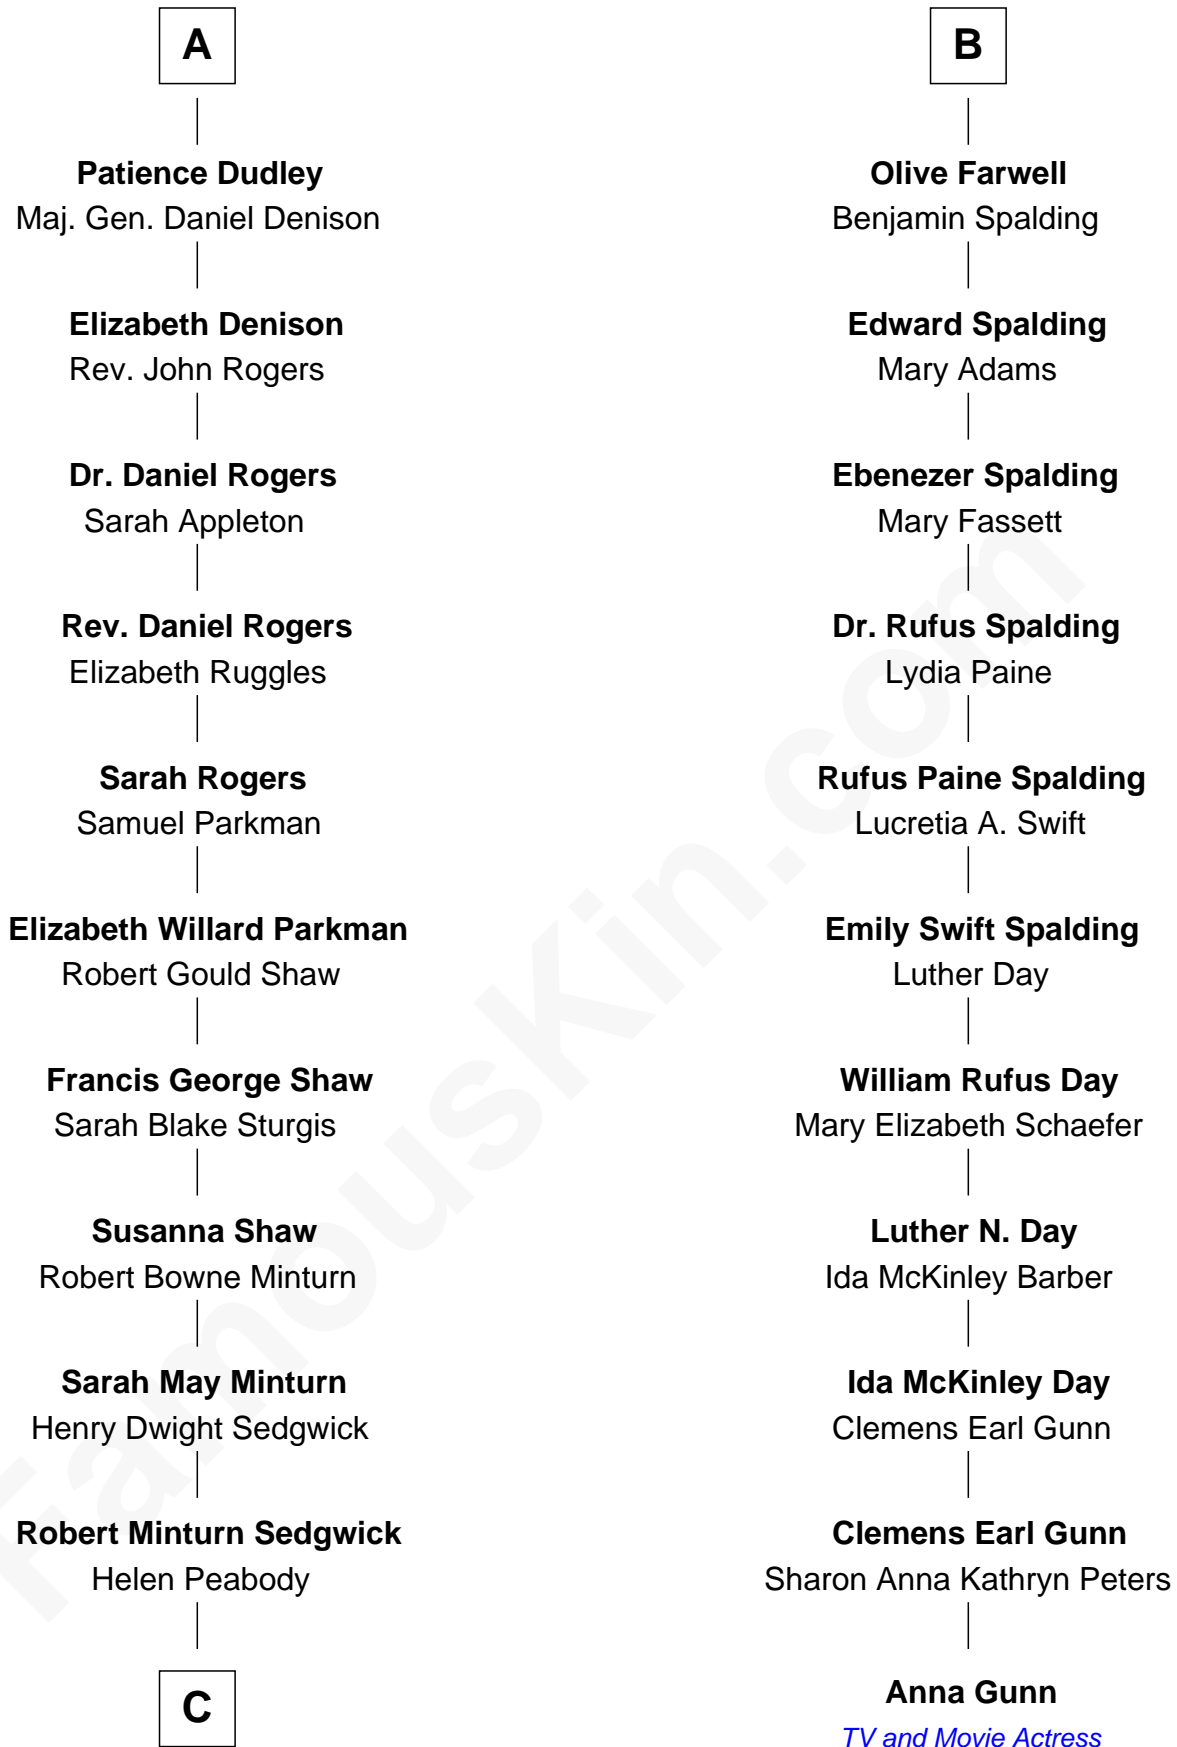 A
Patience Dudley
Maj. Gen. Daniel Denison
Elizabeth Denison
Rev. John Rogers
Dr. Daniel Rogers
Sarah Appleton
Rev. Daniel Rogers
Elizabeth Ruggles
Sarah Rogers
Samuel Parkman
Elizabeth Willard Parkman
Robert Gould Shaw
Francis George Shaw
Sarah Blake Sturgis
Susanna Shaw
Robert Bowne Minturn
Sarah May Minturn
Henry Dwight Sedgwick
Robert Minturn Sedgwick
Helen Peabody
C
B
Olive Farwell
Benjamin Spalding
Edward Spalding
Mary Adams
Ebenezer Spalding
Mary Fassett
Dr. Rufus Spalding
Lydia Paine
Rufus Paine Spalding
Lucretia A. Swift
Emily Swift Spalding
Luther Day
William Rufus Day
Mary Elizabeth Schaefer
Luther N. Day
Ida McKinley Barber
Ida McKinley Day
Clemens Earl Gunn
Clemens Earl Gunn
Sharon Anna Kathryn Peters
Anna Gunn
TV and Movie Actress
FamousKin.com